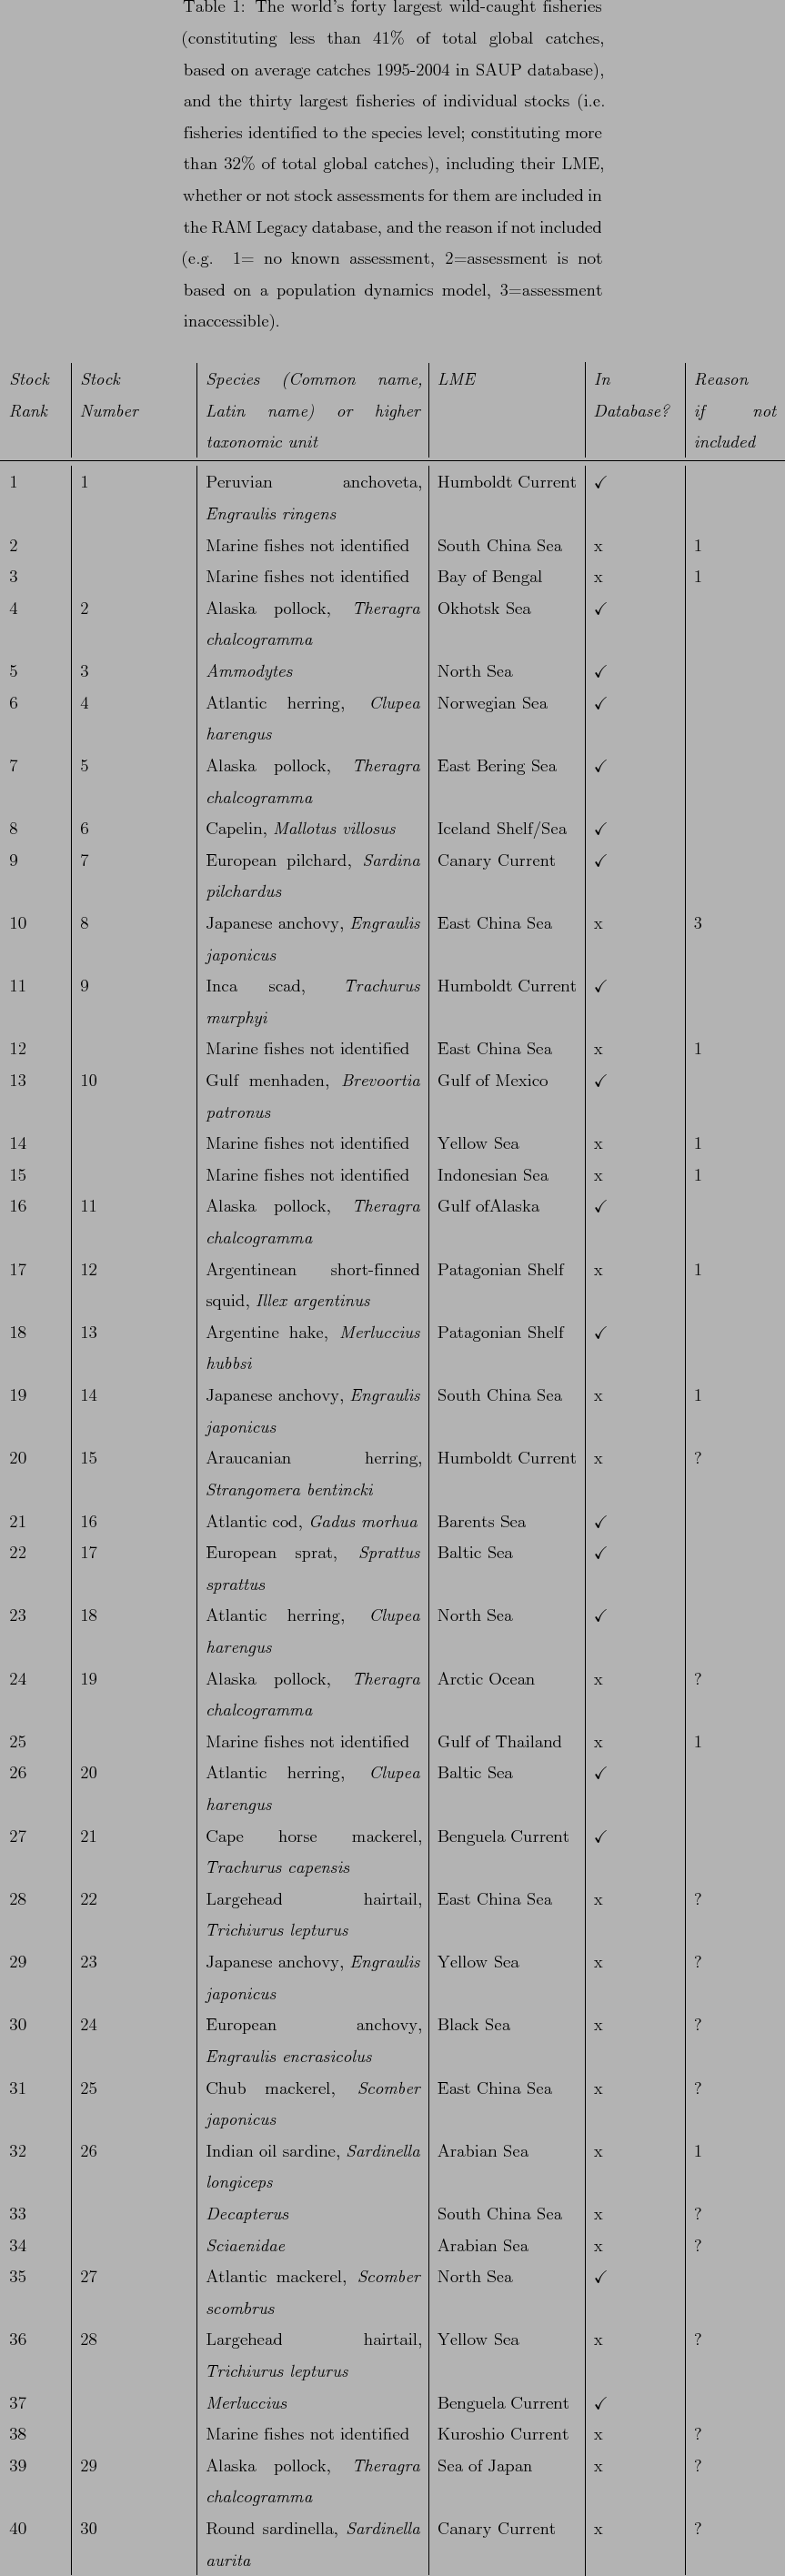 Table 1: The world's forty largest wild-caught fisheries
(constituting less than 41% of total global catches,
based on average catches 1995-2004 in SAUP database),
and the thirty largest fisheries of individual stocks (i.e.
fisheries identified to the species level; constituting more
than 32% of total global catches), including their LME,
whether or not stock assessments for them are included in
the RAM Legacy database, and the reason if not included
(e.g. 1= no known assessment, 2=assessment is not
based on a population dynamics model, 3=assessment
inaccessible).
Stock Stock Species (Common name, LME In Reason
Rank Number Latin name) or higher Database? if not
taxonomic unit included
1 1 Peruvian anchoveta, Humboldt Current ✓
Engraulis ringens
2 Marine fishes not identified South China Sea x 1
3 Marine fishes not identified Bay of Bengal x 1
4 2 Alaska pollock, Theragra Okhotsk Sea ✓
chalcogramma
5 3 Ammodytes North Sea ✓
6 4 Atlantic herring, Clupea Norwegian Sea ✓
harengus
7 5 Alaska pollock, Theragra East Bering Sea ✓
chalcogramma
8 6 Capelin, Mallotus villosus Iceland Shelf/Sea ✓
9 7 European pilchard, Sardina Canary Current ✓
pilchardus
10 8 Japanese anchovy, Engraulis East China Sea x 3
japonicus
11 9 Inca scad, Trachurus Humboldt Current ✓
murphyi
12 Marine fishes not identified East China Sea x 1
13 10 Gulf menhaden, Brevoortia Gulf of Mexico ✓
patronus
14 Marine fishes not identified Yellow Sea x 1
15 Marine fishes not identified Indonesian Sea x 1
16 11 Alaska pollock, Theragra Gulf ofAlaska ✓
chalcogramma
17 12 Argentinean short-finned Patagonian Shelf x 1
squid, Illex argentinus
18 13 Argentine hake, Merluccius Patagonian Shelf ✓
hubbsi
19 14 Japanese anchovy, Engraulis South China Sea x 1
japonicus
20 15 Araucanian herring, Humboldt Current x ?
Strangomera bentincki
21 16 Atlantic cod, Gadus morhua Barents Sea ✓
22 17 European sprat, Sprattus Baltic Sea ✓
sprattus
23 18 Atlantic herring, Clupea North Sea ✓
harengus
24 19 Alaska pollock, Theragra Arctic Ocean x ?
chalcogramma
25 Marine fishes not identified Gulf of Thailand x 1
26 20 Atlantic herring, Clupea Baltic Sea ✓
harengus
27 21 Cape horse mackerel, Benguela Current ✓
Trachurus capensis
28 22 Largehead hairtail, East China Sea x ?
Trichiurus lepturus
29 23 Japanese anchovy, Engraulis Yellow Sea x ?
japonicus
30 24 European anchovy, Black Sea x ?
Engraulis encrasicolus
31 25 Chub mackerel, Scomber East China Sea x ?
japonicus
32 26 Indian oil sardine, Sardinella Arabian Sea x 1
longiceps
33 Decapterus South China Sea x ?
34 Sciaenidae Arabian Sea x ?
35 27 Atlantic mackerel, Scomber North Sea ✓
scombrus
36 28 Largehead hairtail, Yellow Sea x ?
Trichiurus lepturus
37 Merluccius Benguela Current ✓
38 Marine fishes not identified Kuroshio Current x ?
39 29 Alaska pollock, Theragra Sea of Japan x ?
chalcogramma
40 30 Round sardinella, Sardinella Canary Current x ?
aurita